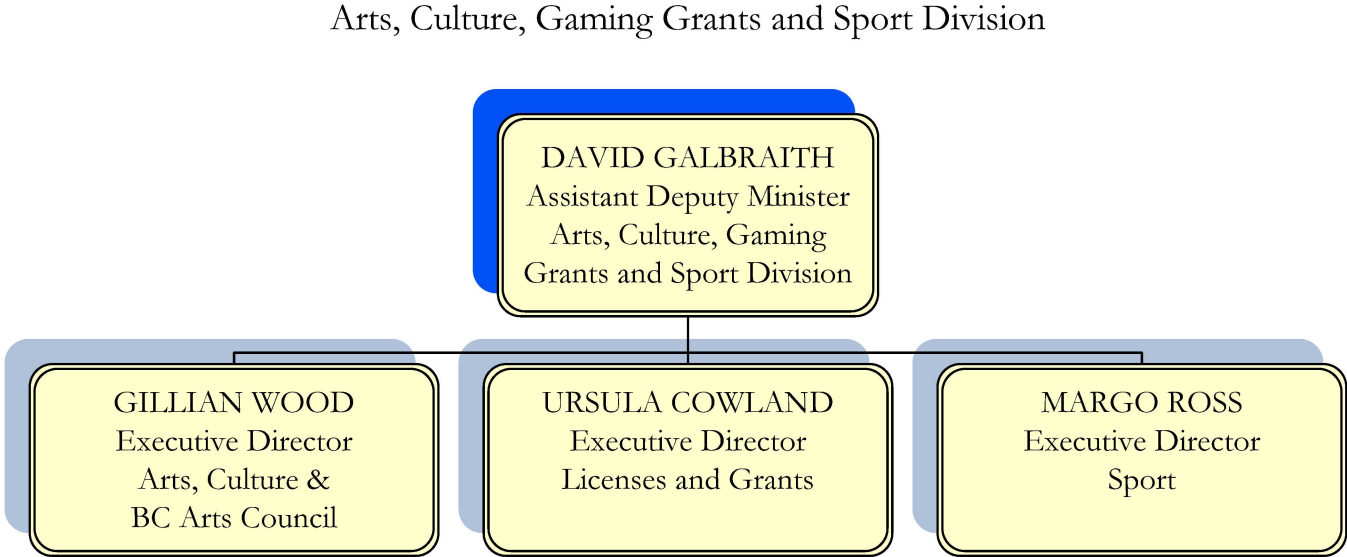 Arts, Culture, Gaming Grants and Sport Division
DAVID GALBRAITH
Assistant Deputy Minister
Arts, Culture, Gaming
Grants and Sport Division
GILLIAN WOOD
Executive Director
Arts, Culture &
BC Arts Council
URSULA COWLAND
Executive Director
Licenses and Grants
MARGO ROSS
Executive Director
Sport